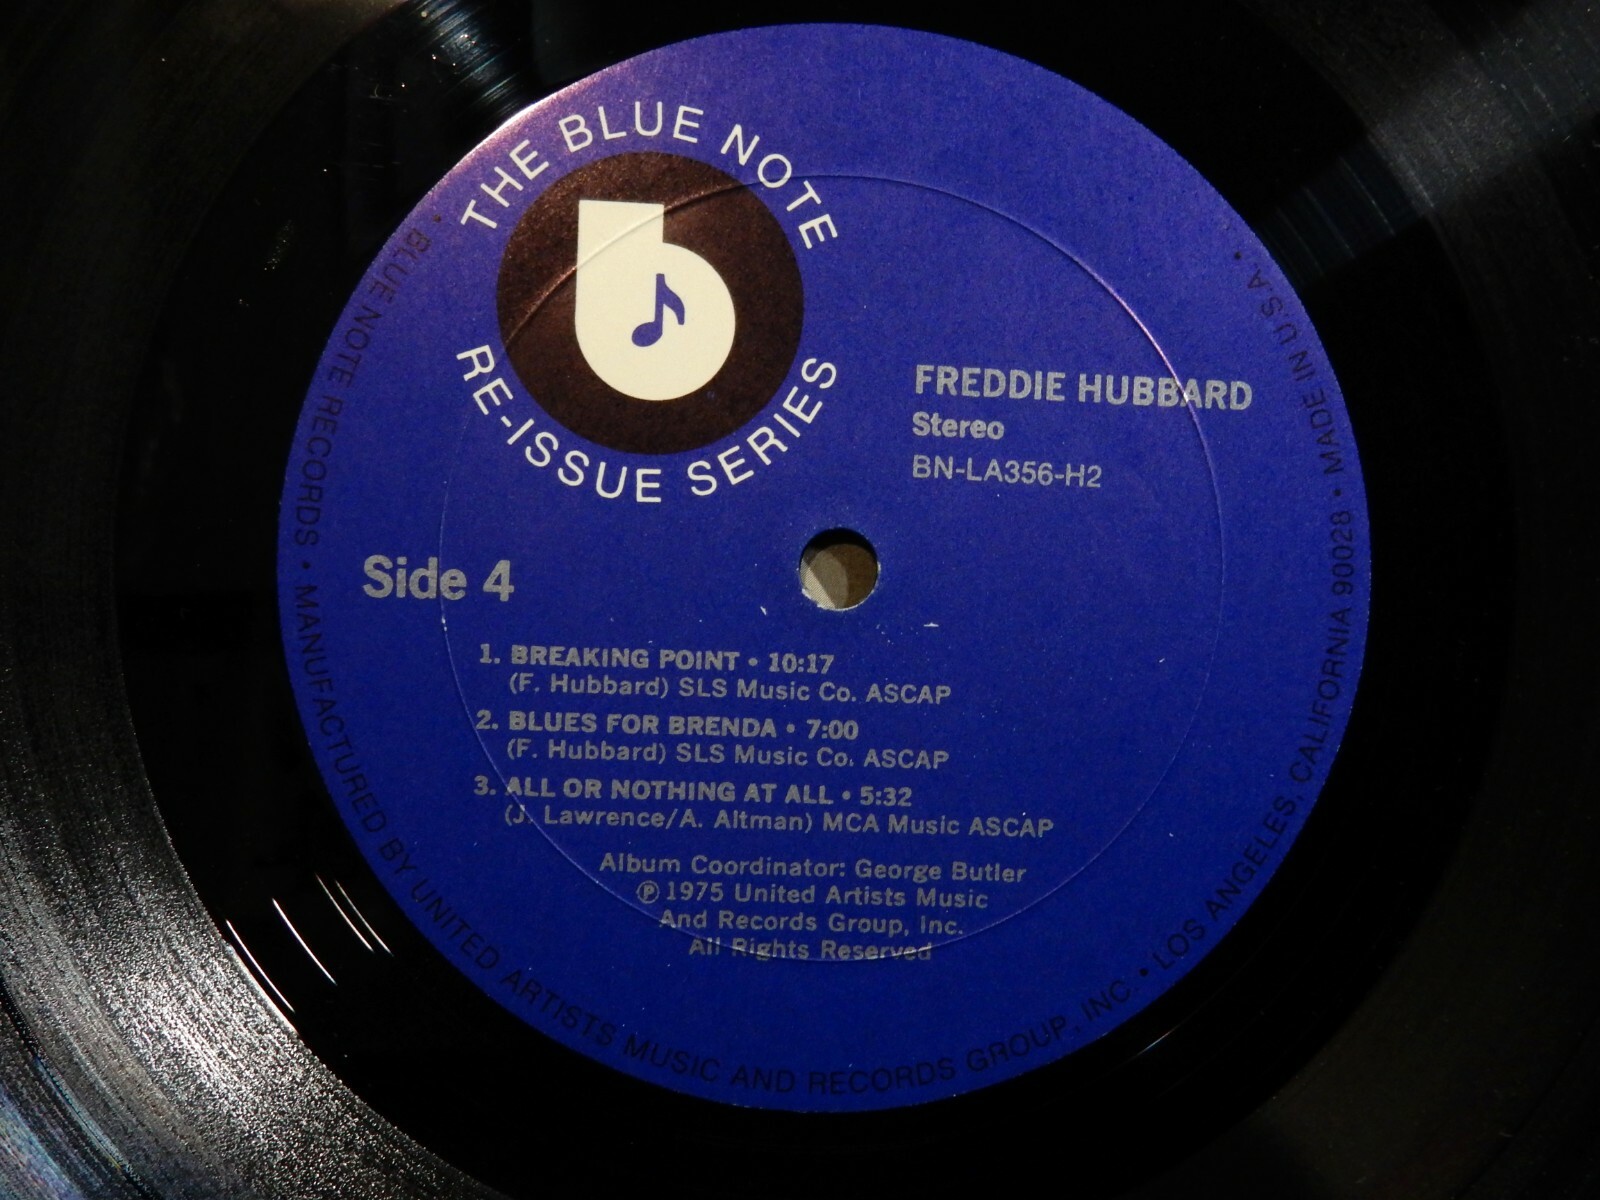 THE BLUE NOTE
RE-ISSUE SERIES
FREDDIE HUBBARD
Stereo
BN-LA356-H2
Side 4
1. BREAKING POINT • 10:17
(F. Hubbard) SLS Music Co. ASCAP
2. BLUES FOR BRENDA • 7:00
(F. Hubbard) SLS Music Co. ASCAP
3. ALL OR NOTHING AT ALL • 5:32
(J. Lawrence/A. Altman) MCA Music ASCAP
Album Coordinator: George Butler
℗ 1975 United Artists Music
And Records Group, Inc.
All Rights Reserved
• BLUE NOTE RECORDS • MANUFACTURED BY UNITED ARTISTS MUSIC AND RECORDS GROUP, INC. • LOS ANGELES, CALIFORNIA 90028 • MADE IN U.S.A. •